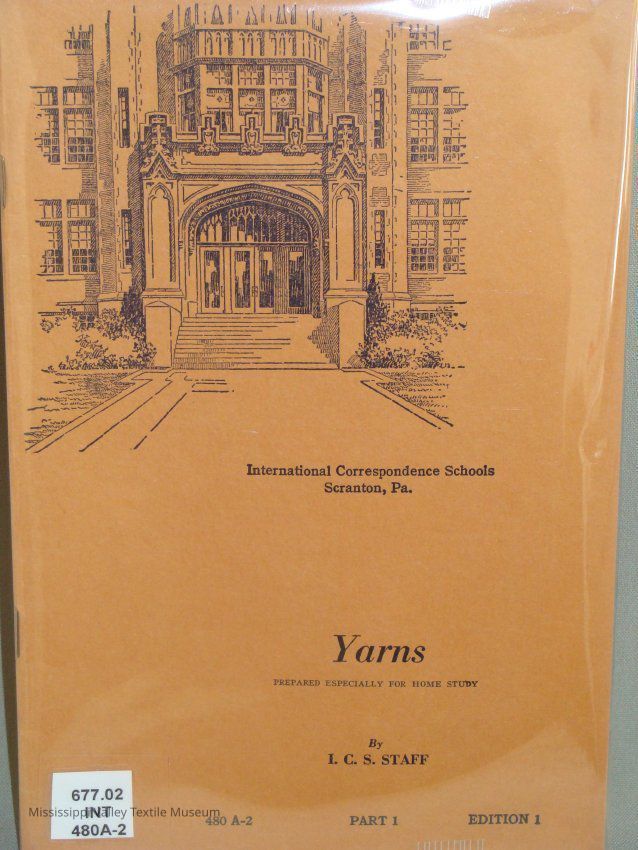 International Correspondence Schools
Scranton, Pa.
Yarns
PREPARED ESPECIALLY FOR HOME STUDY
By
I. C. S. STAFF
677.02
INT
480A-2
Mississippi Valley Textile Museum
480 A-2 PART 1 EDITION 1